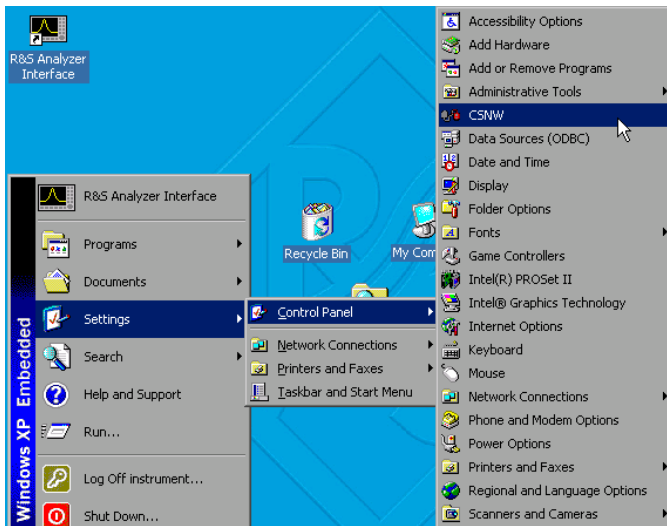 R&S Analyzer
Interface
Recycle Bin
My Com
Windows XP Embedded
R&S Analyzer Interface
Programs
Documents
Settings
Search
Help and Support
Run...
Log Off instrument...
Shut Down...
Control Panel
Network Connections
Printers and Faxes
Taskbar and Start Menu
Accessibility Options
Add Hardware
Add or Remove Programs
Administrative Tools
CSNW
Data Sources (ODBC)
Date and Time
Display
Folder Options
Fonts
Game Controllers
Intel(R) PROSet II
Intel® Graphics Technology
Internet Options
Keyboard
Mouse
Network Connections
Phone and Modem Options
Power Options
Printers and Faxes
Regional and Language Options
Scanners and Cameras